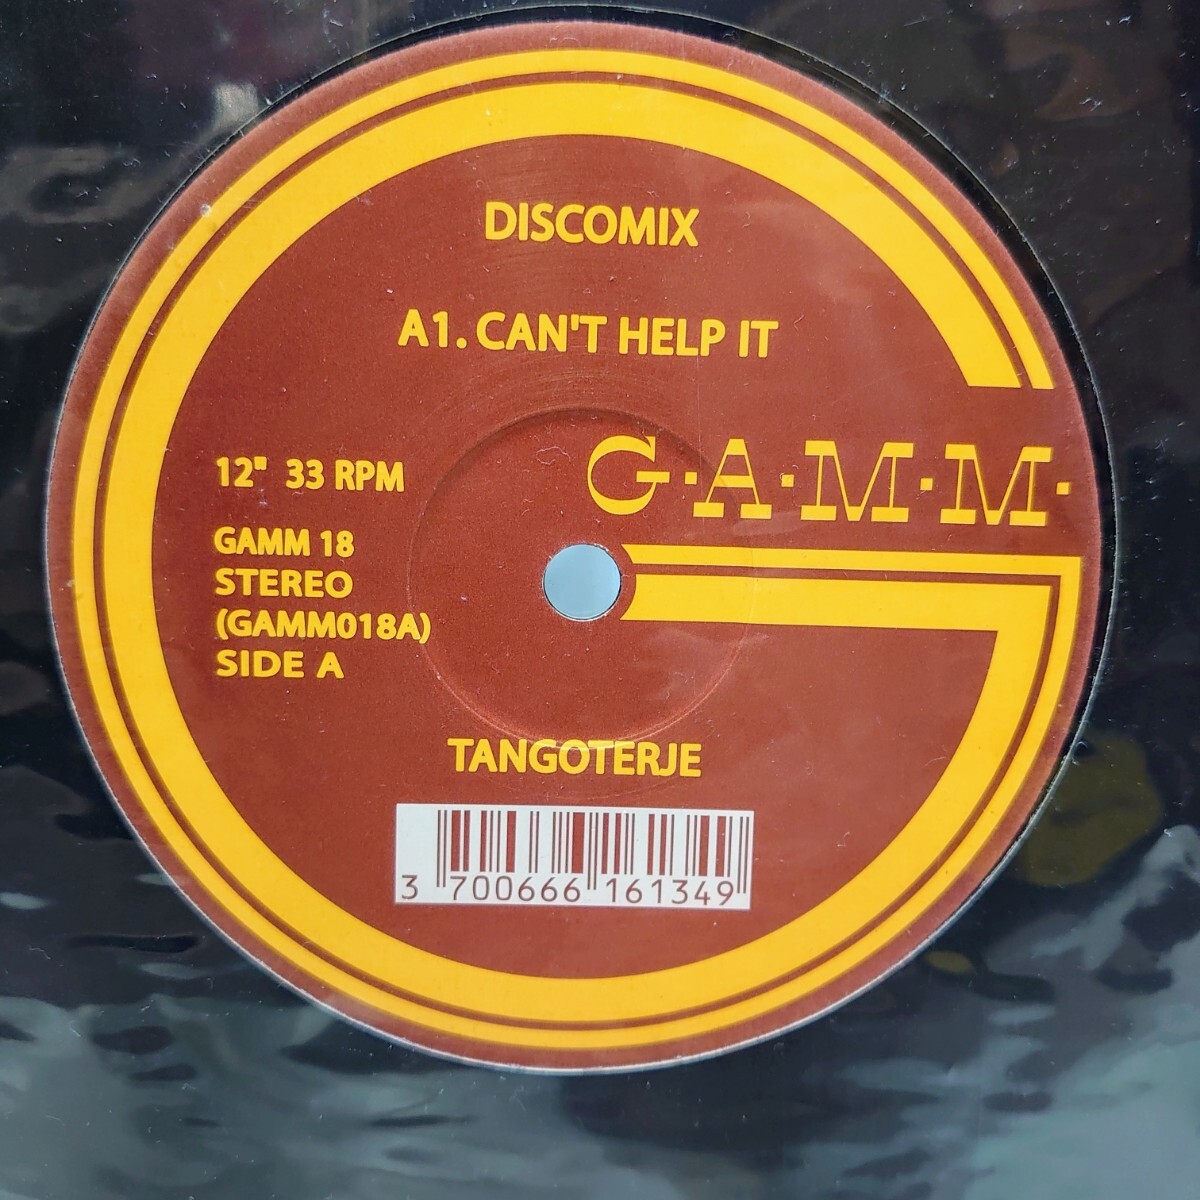 DISCOMIX
A1. CAN'T HELP IT
G·A·M·M·
12" 33 RPM
GAMM 18
STEREO
(GAMM018A)
SIDE A
TANGOTERJE
3 700666 161349